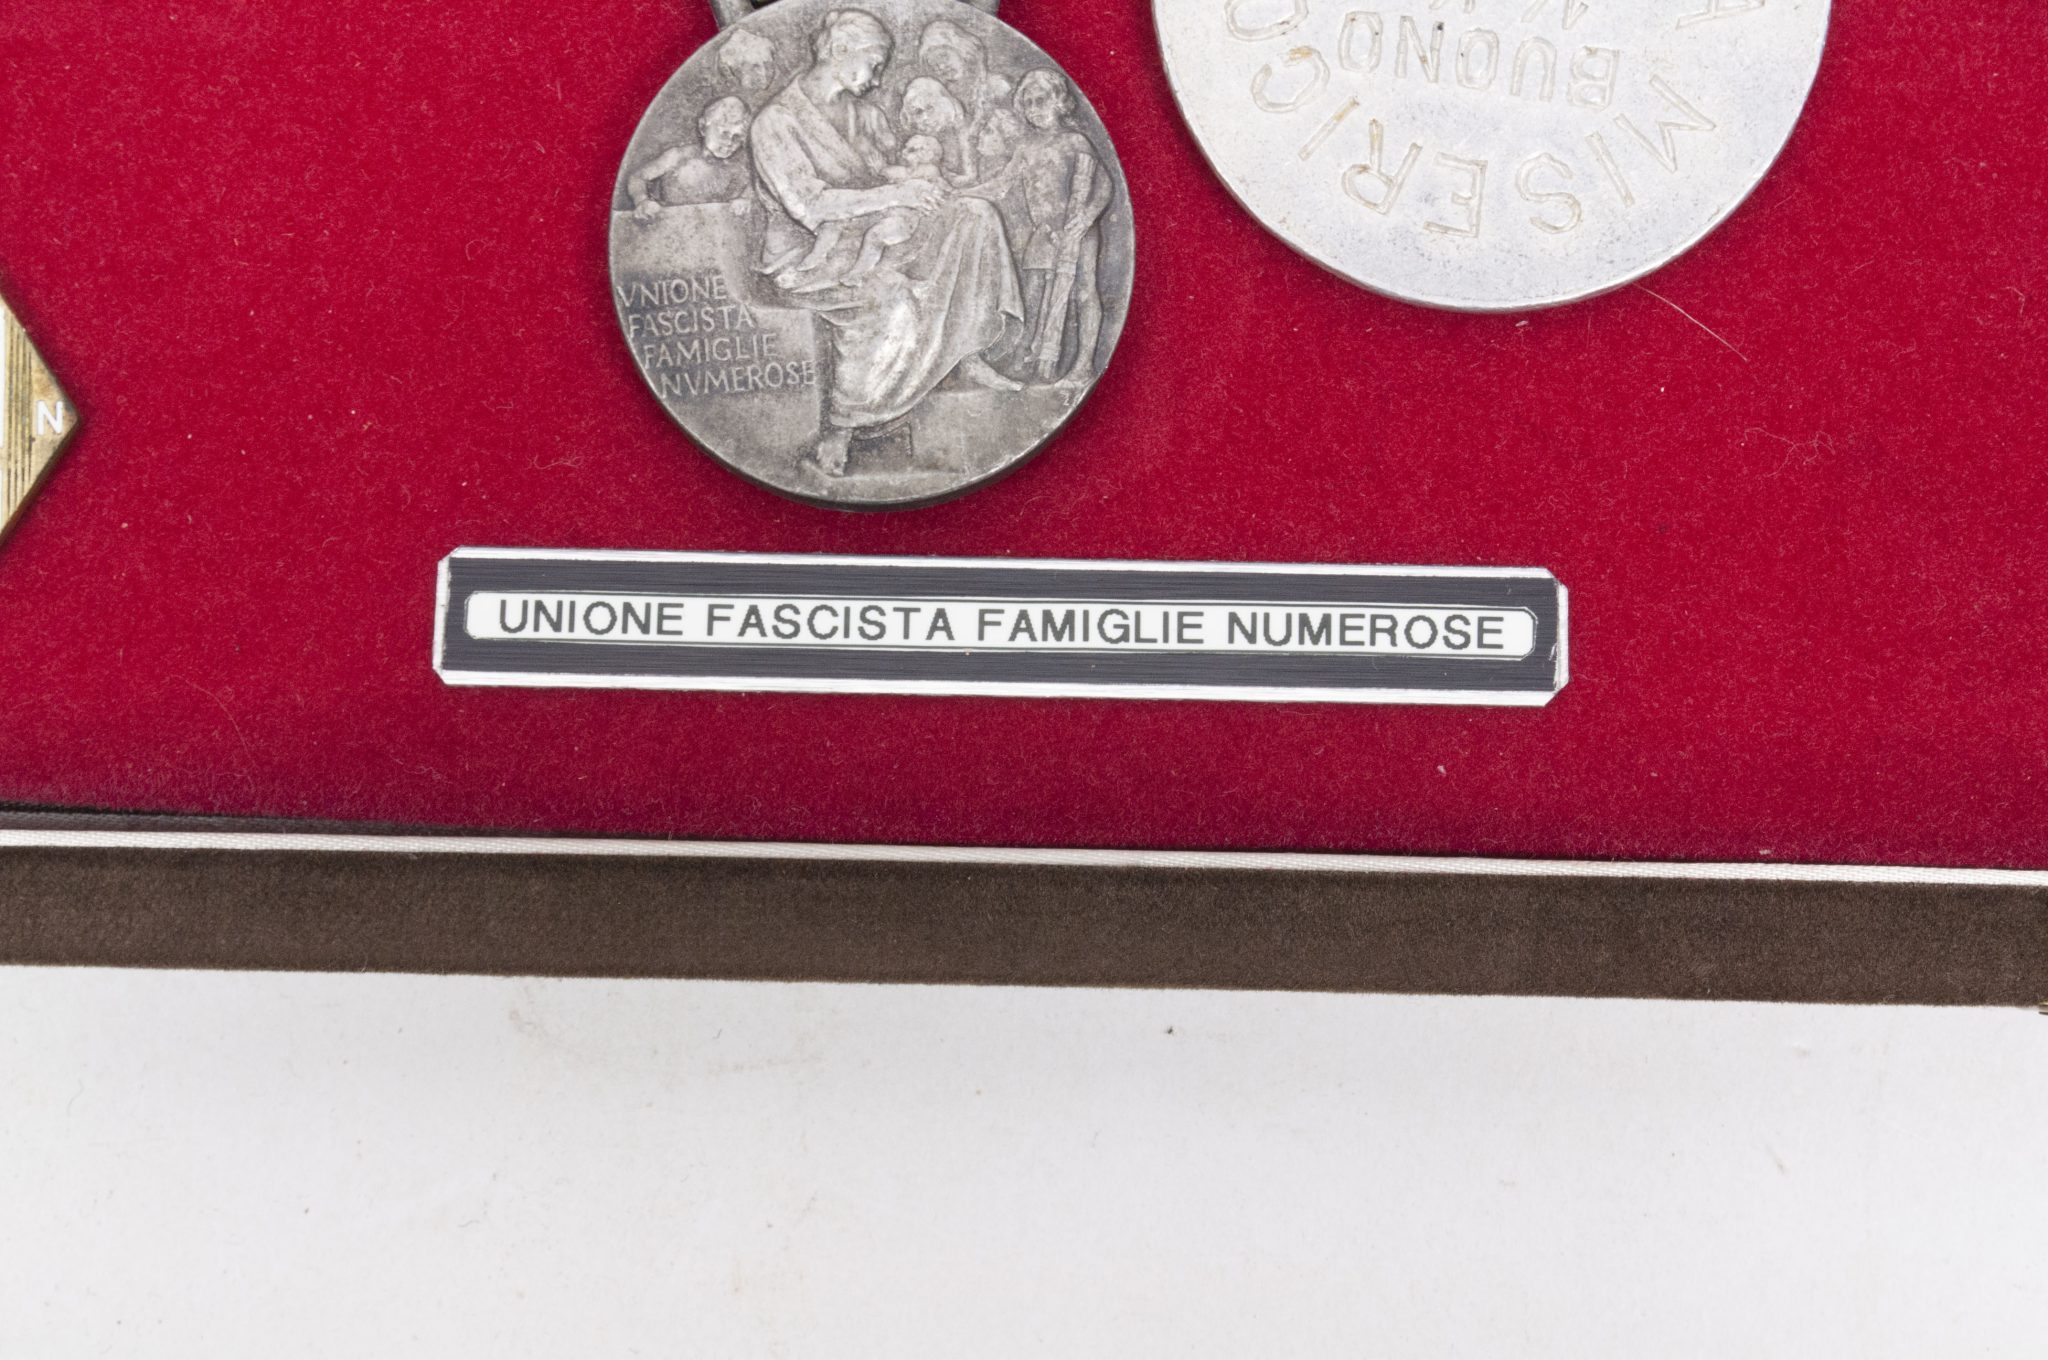 A MISERICO
BUONO
VNIONE
FASCISTA
FAMIGLIE
NVMEROSE
N
UNIONE FASCISTA FAMIGLIE NUMEROSE